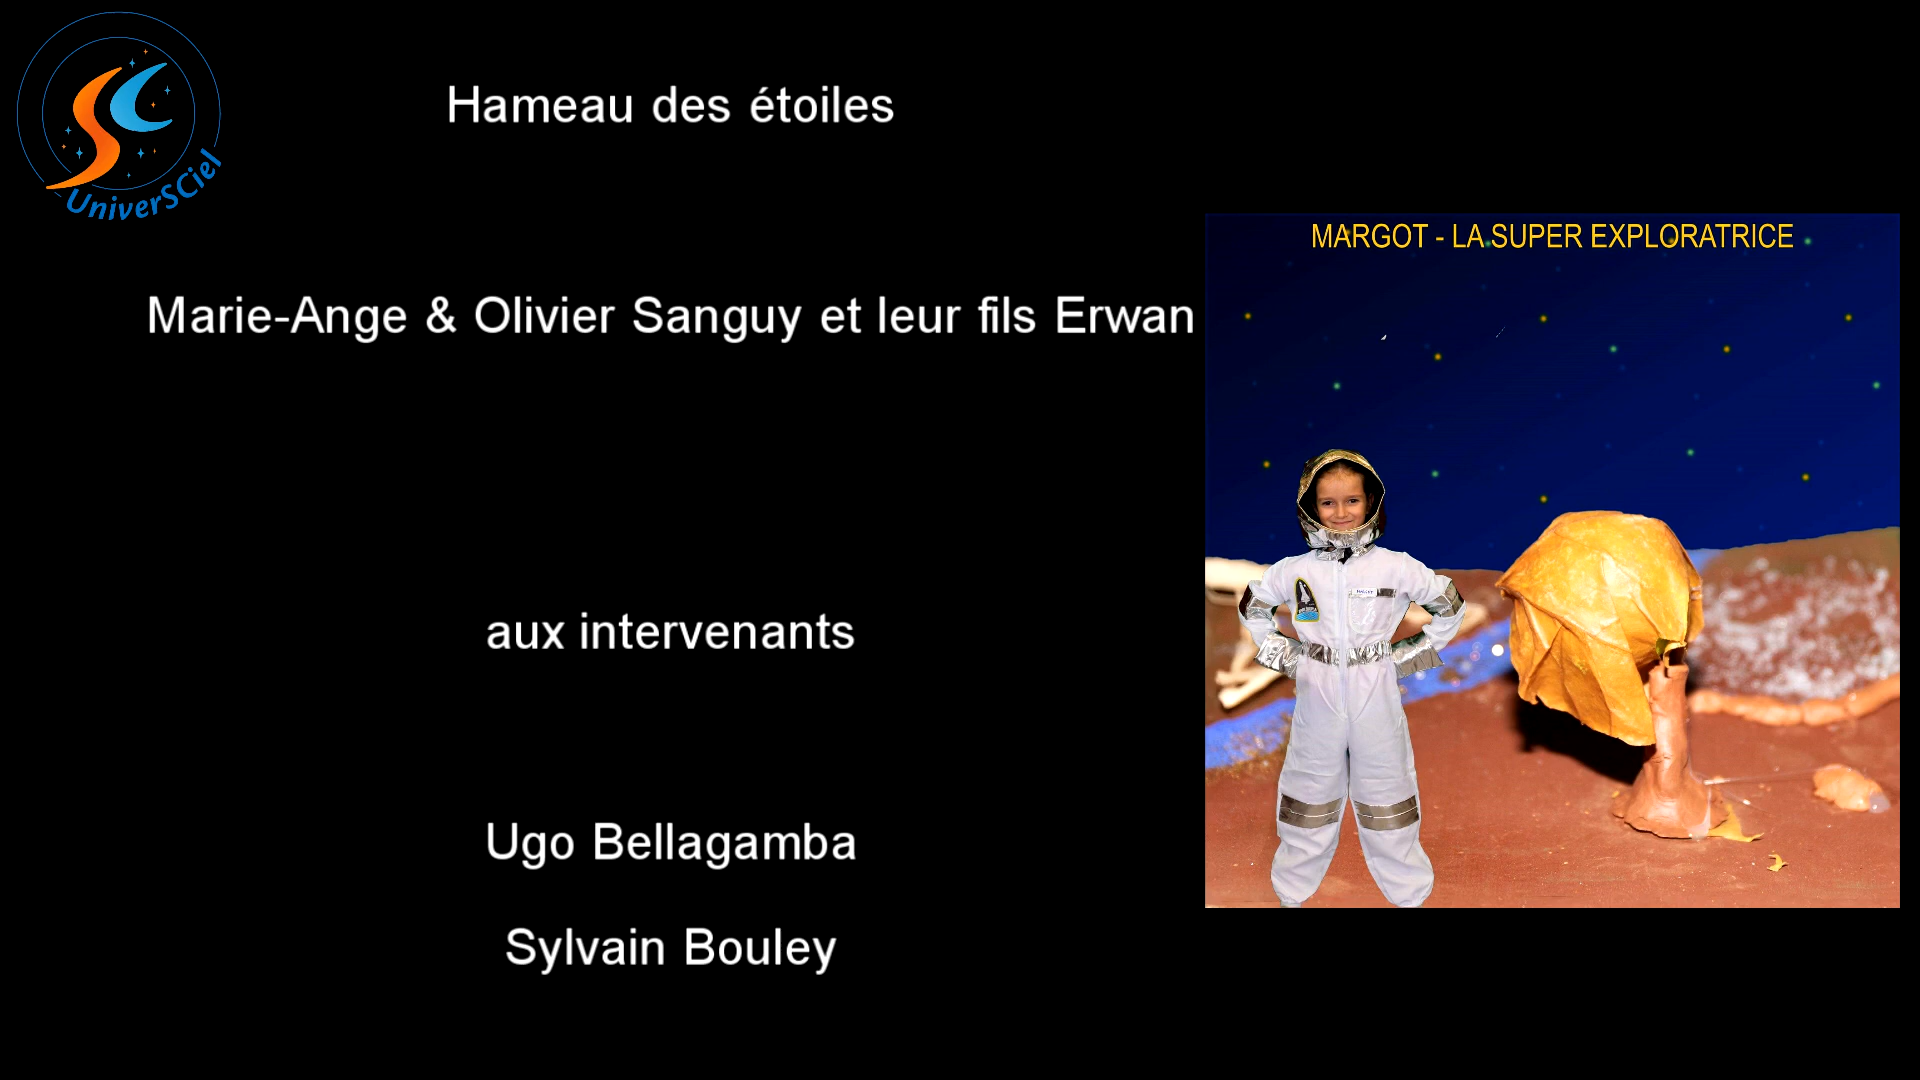 UniverSCiel
Hameau des étoiles
Marie-Ange & Olivier Sanguy et leur fils Erwan
aux intervenants
Ugo Bellagamba
Sylvain Bouley
MARGOT - LA SUPER EXPLORATRICE